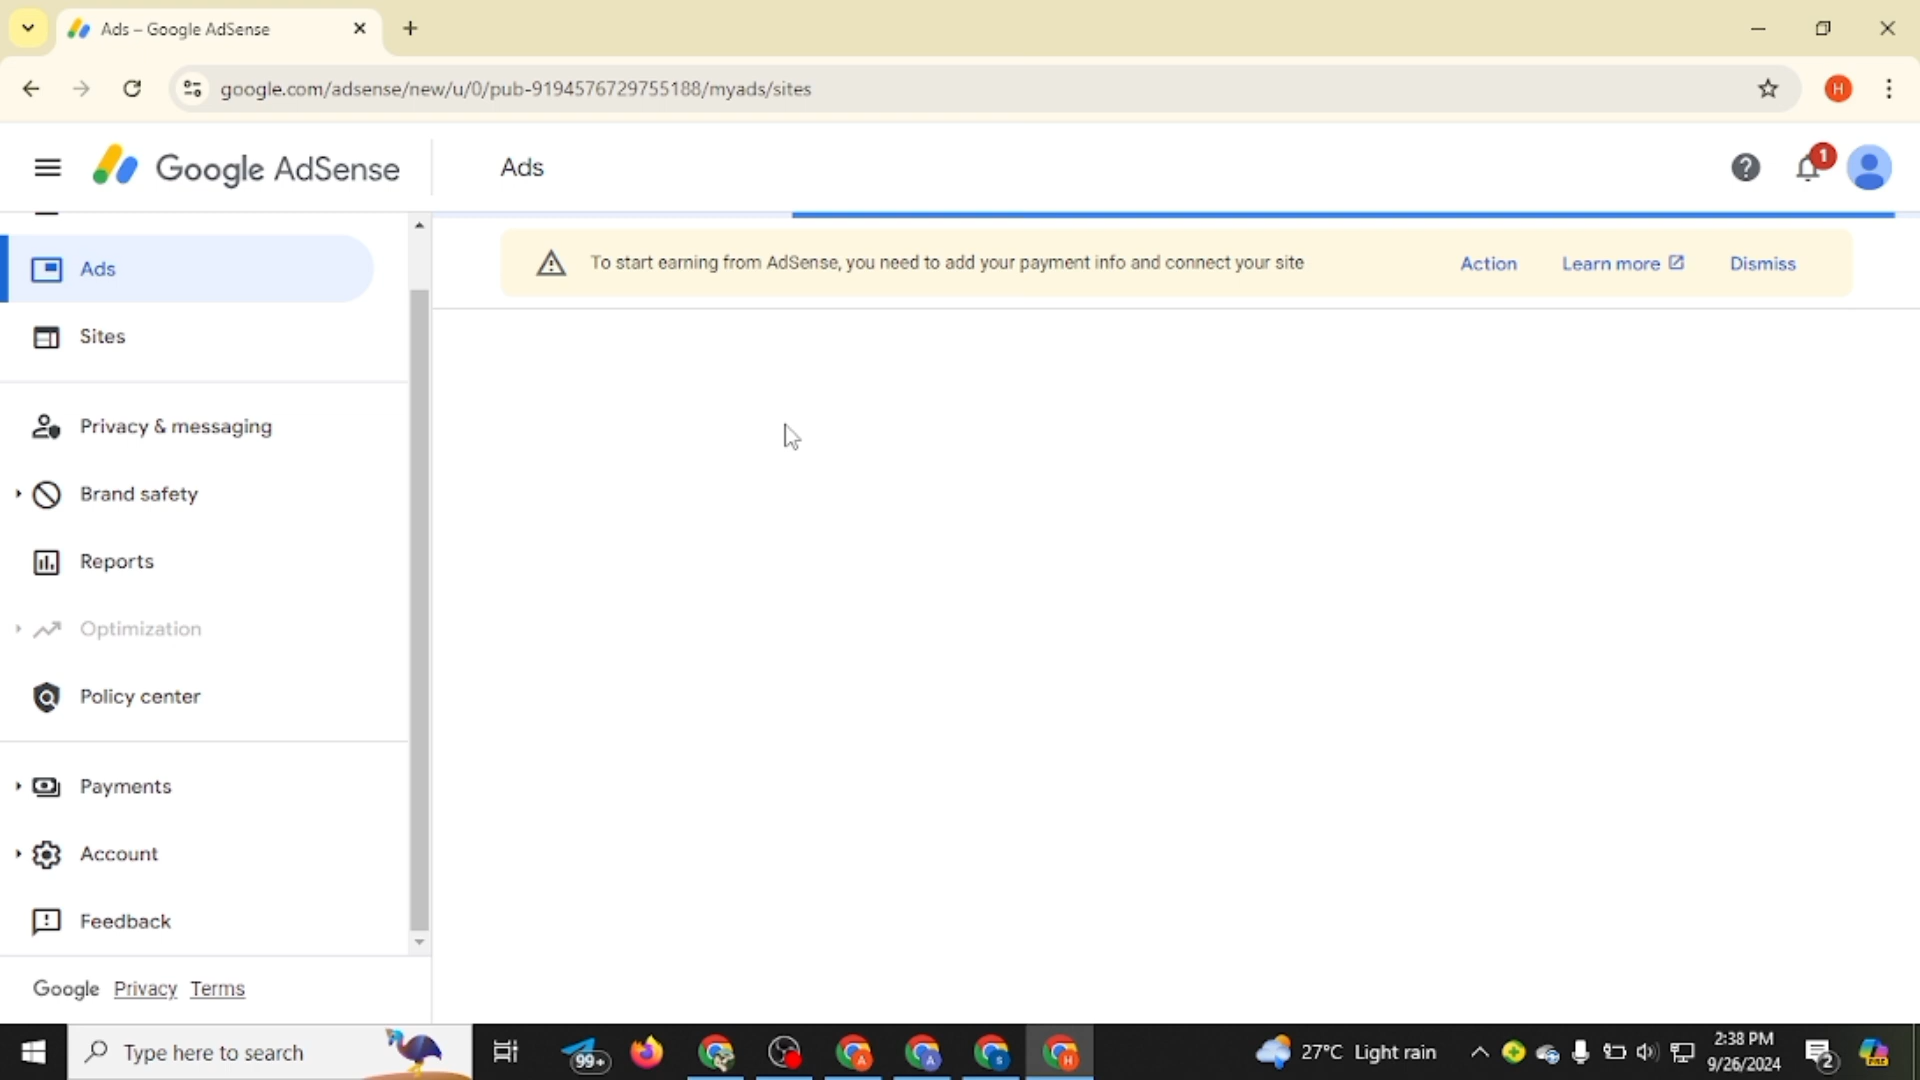 Ads – Google AdSense
google.com/adsense/new/u/0/pub-9194576729755188/myads/sites
H
Google AdSense
Ads
1
To start earning from AdSense, you need to add your payment info and connect your site
Action
Learn more
Dismiss
Ads
Sites
Privacy & messaging
Brand safety
Reports
Optimization
Policy center
Payments
Account
Feedback
Google Privacy Terms
Type here to search
99+
A
A
S
H
27°C Light rain
2:38 PM
9/26/2024
2